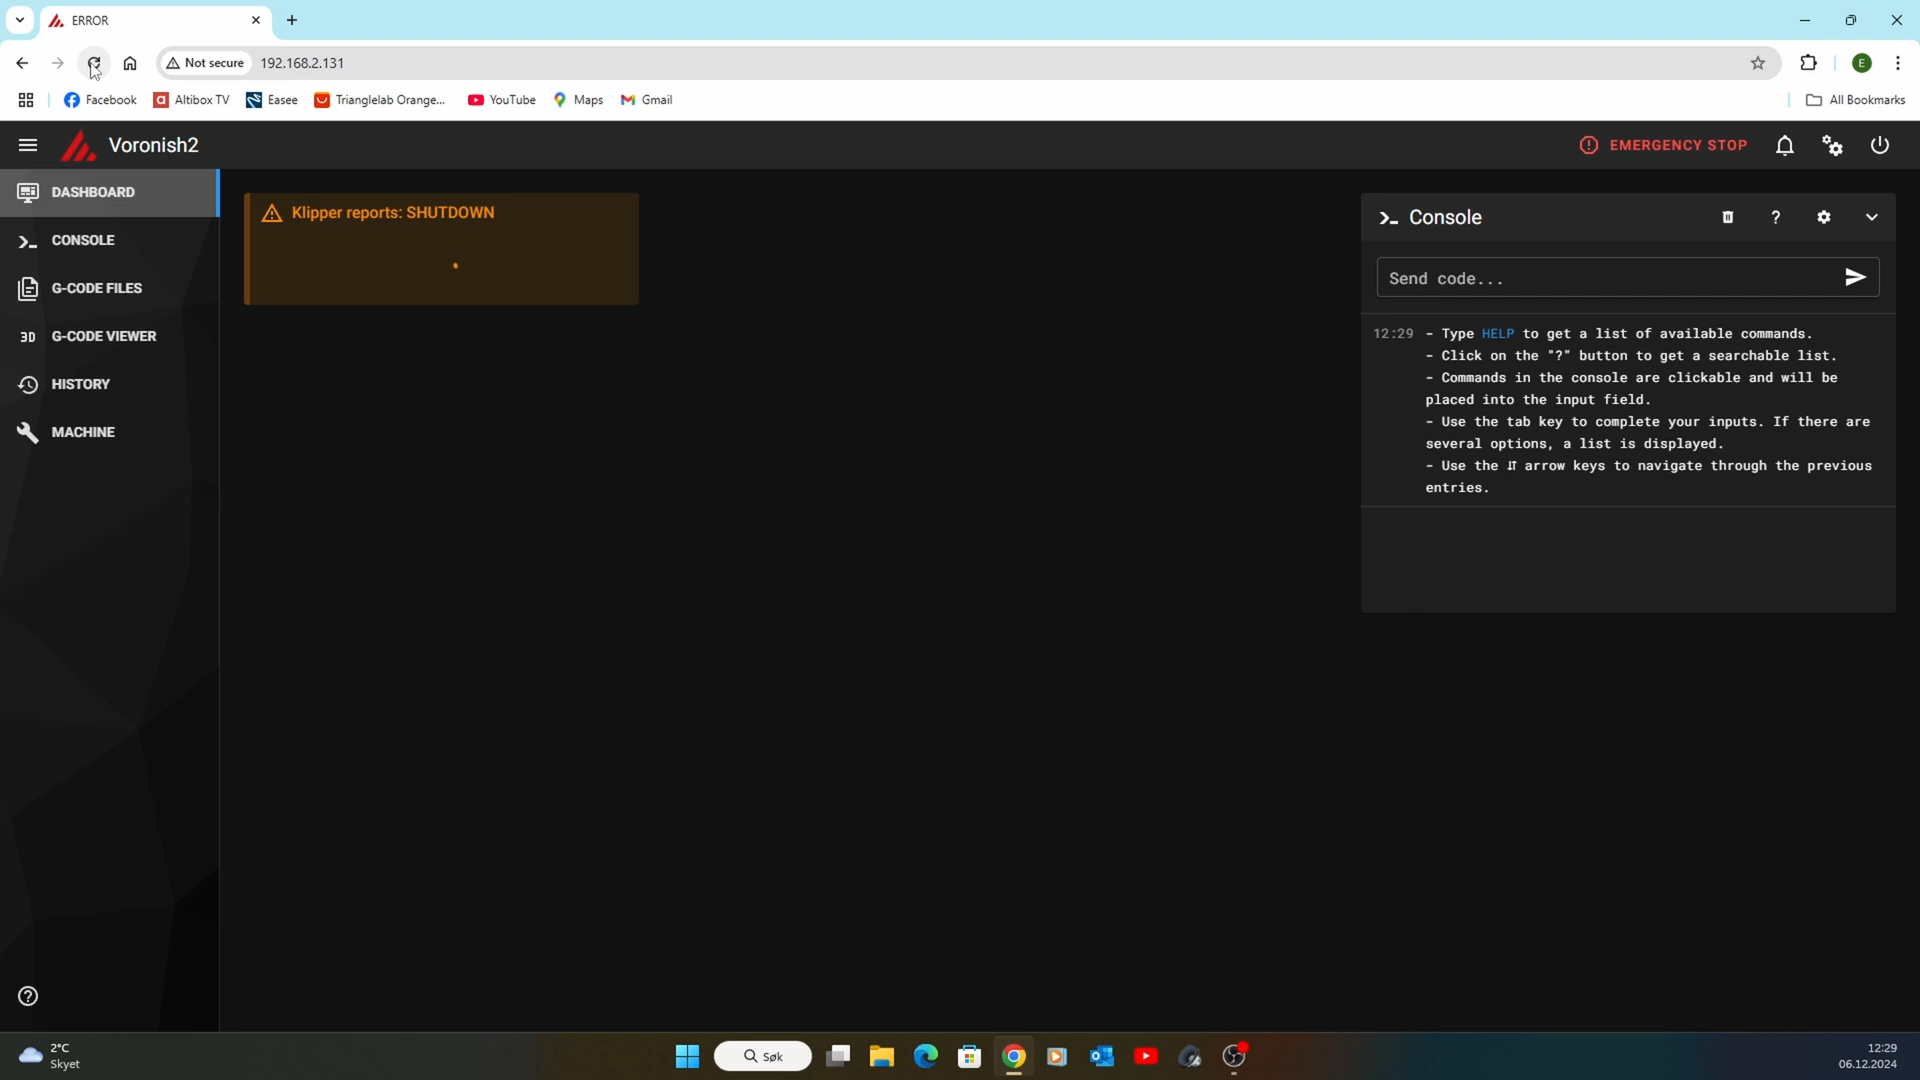 ERROR
Not secure 192.168.2.131
Facebook Altibox TV Easee Trianglelab Orange... YouTube Maps Gmail All Bookmarks
E
Voronish2 EMERGENCY STOP
DASHBOARD
CONSOLE
G-CODE FILES
3D G-CODE VIEWER
HISTORY
MACHINE
Klipper reports: SHUTDOWN
Console
Send code...
12:29 - Type HELP to get a list of available commands.
- Click on the "?" button to get a searchable list.
- Commands in the console are clickable and will be
placed into the input field.
- Use the tab key to complete your inputs. If there are
several options, a list is displayed.
- Use the ⇵ arrow keys to navigate through the previous
entries.
2°C
Skyet
Søk
12:29
06.12.2024